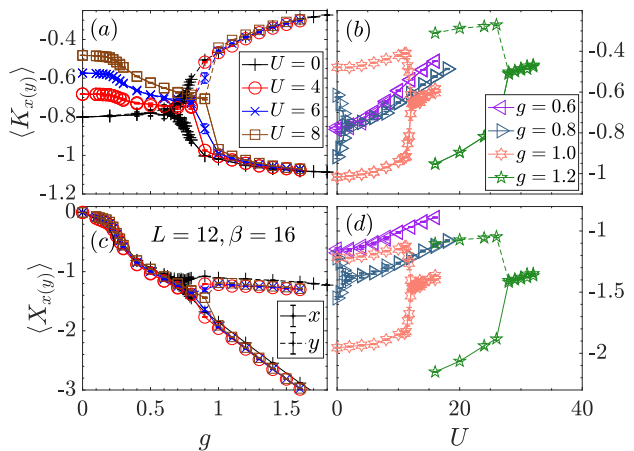 (a)
U = 0
U = 4
U = 6
U = 8
⟨K_{x(y)}⟩
-0.4
-0.6
-0.8
-1
-1.2
(b)
g = 0.6
g = 0.8
g = 1.0
g = 1.2
-0.4
-0.6
-0.8
-1
(c)
L = 12, β = 16
x
y
⟨X_{x(y)}⟩
0
-1
-2
-3
0 0.5 1 1.5
g
(d)
-1
-1.5
-2
0 20 40
U